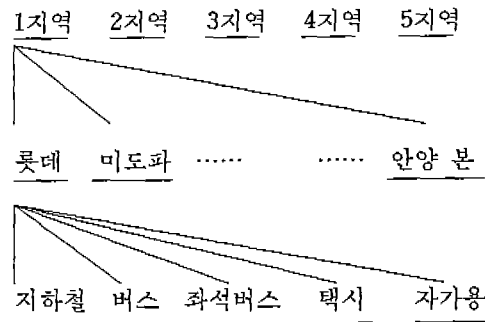 1지역 2지역 3지역 4지역 5지역
롯데 미도파 …… …… 안양 본
지하철 버스 좌석버스 택시 자가용